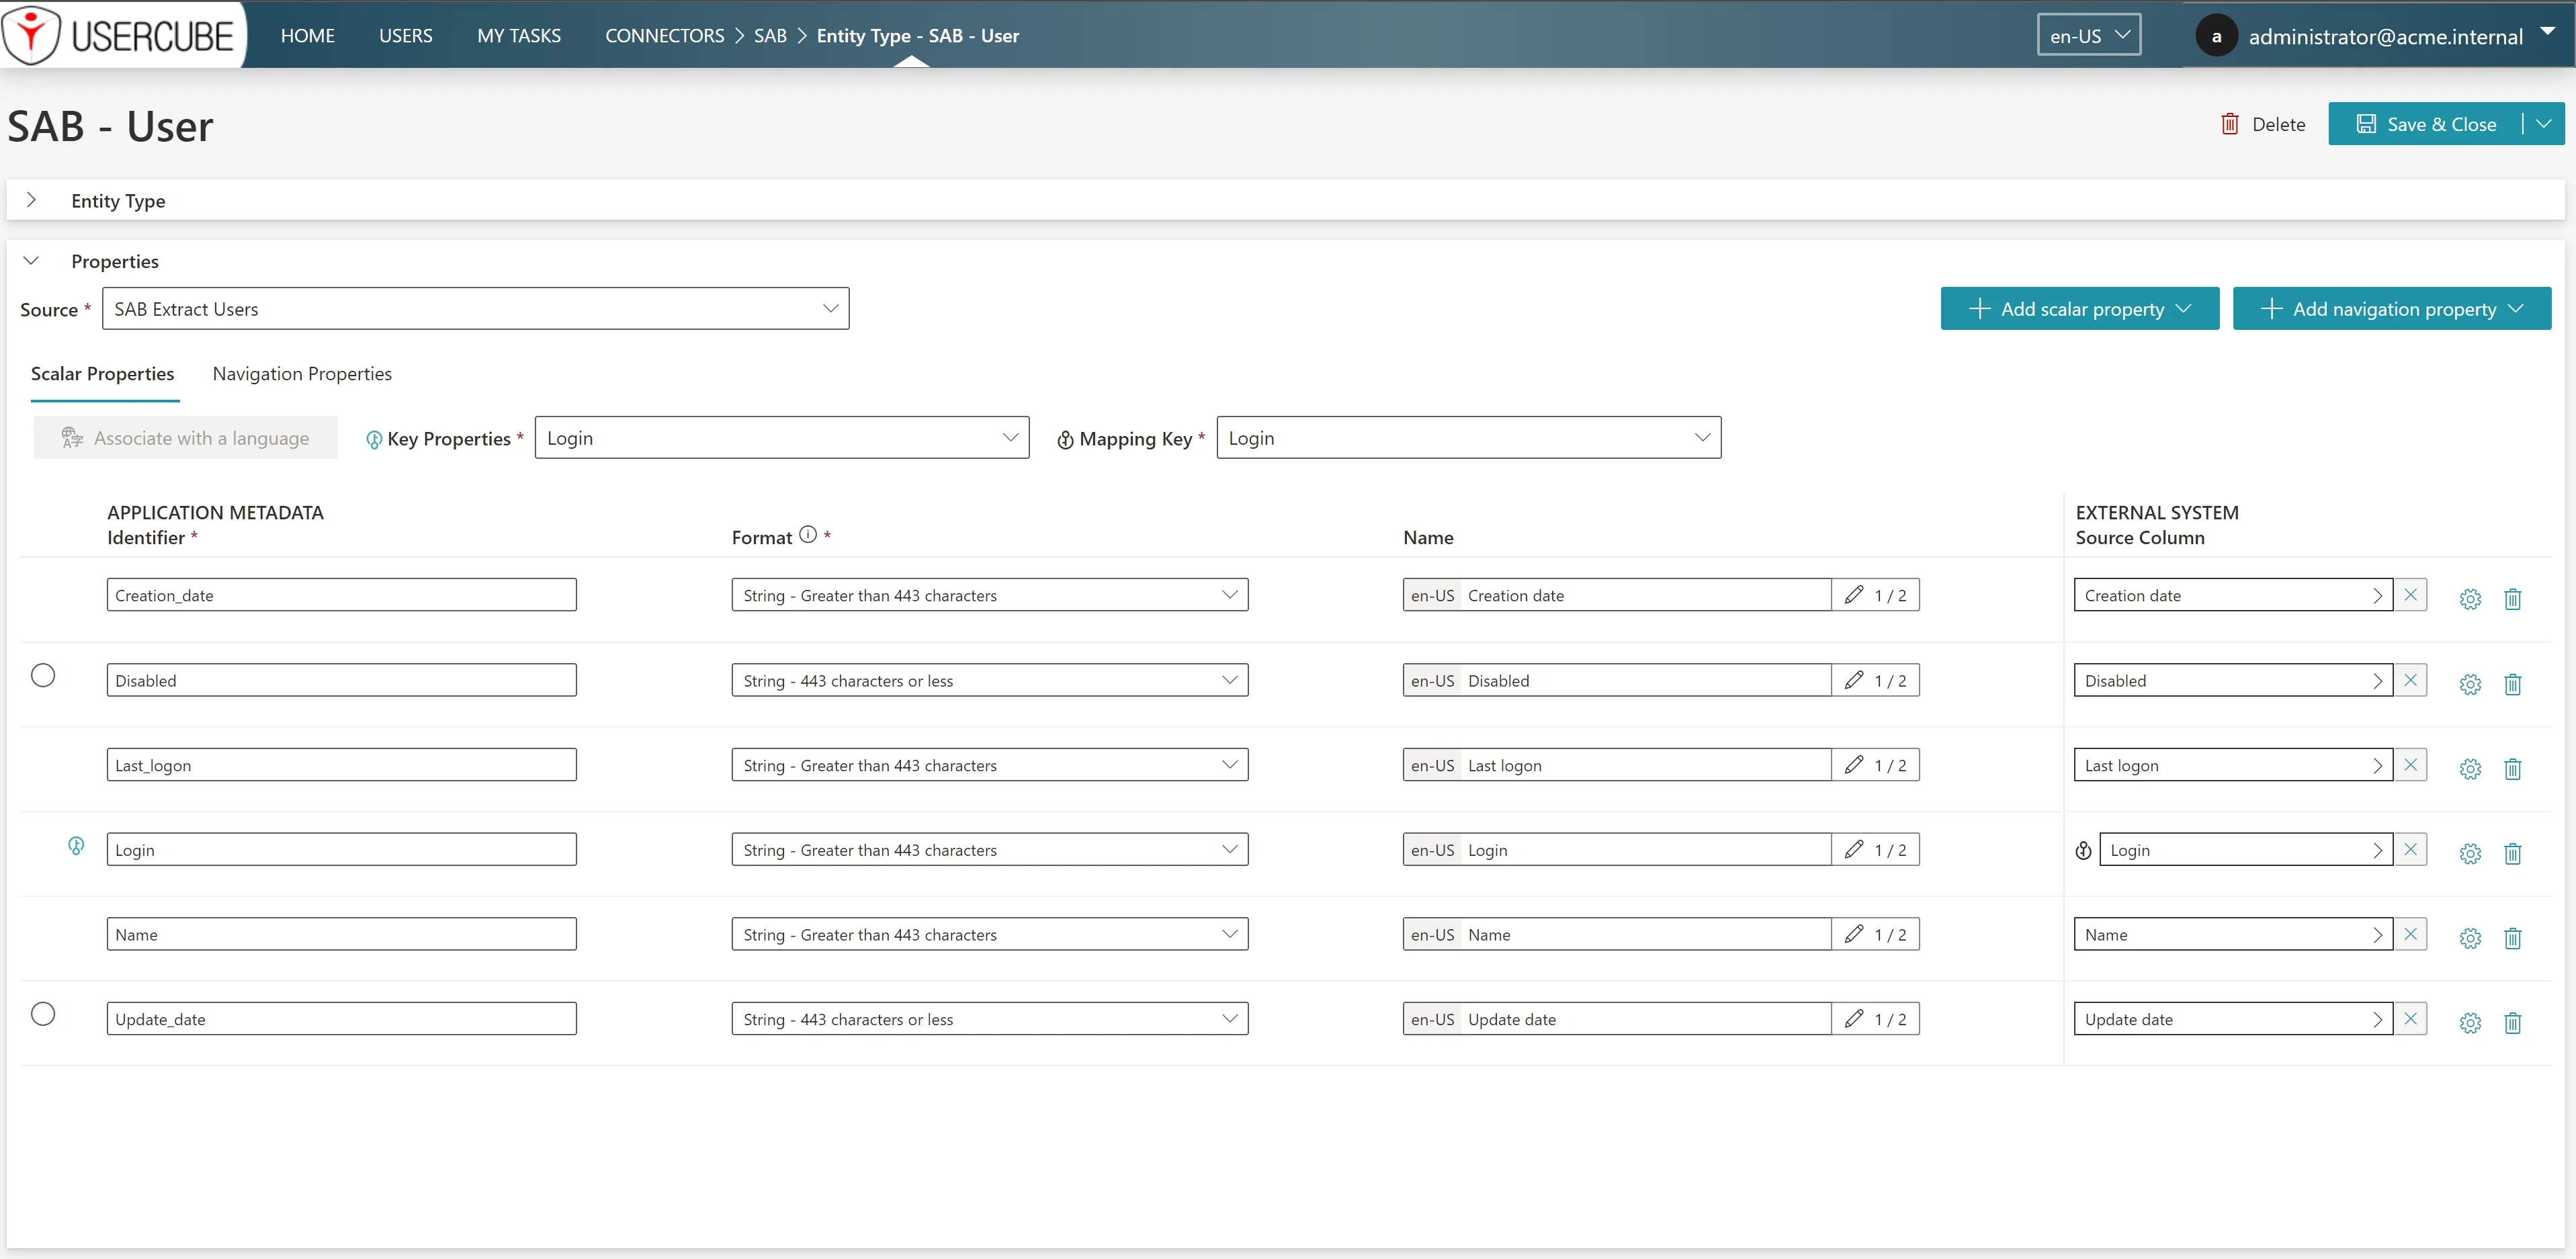 USERCUBE HOME USERS MY TASKS CONNECTORS > SAB > Entity Type - SAB - User en-US a administrator@acme.internal
SAB - User Delete Save & Close
Entity Type
Properties
Source * SAB Extract Users Add scalar property Add navigation property
Scalar Properties Navigation Properties
Associate with a language Key Properties * Login Mapping Key * Login
APPLICATION METADATA EXTERNAL SYSTEM
Identifier * Format * Name Source Column
Creation_date String - Greater than 443 characters en-US Creation date 1 / 2 Creation date
Disabled String - 443 characters or less en-US Disabled 1 / 2 Disabled
Last_logon String - Greater than 443 characters en-US Last logon 1 / 2 Last logon
Login String - Greater than 443 characters en-US Login 1 / 2 Login
Name String - Greater than 443 characters en-US Name 1 / 2 Name
Update_date String - 443 characters or less en-US Update date 1 / 2 Update date